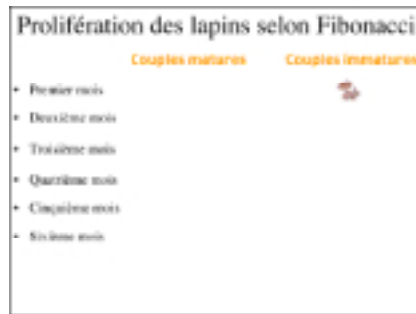 Prolifération des lapins selon Fibonacci
Couples matures Couples immatures
• Premier mois
• Deuxième mois
• Troisième mois
• Quatrième mois
• Cinquième mois
• Sixième mois